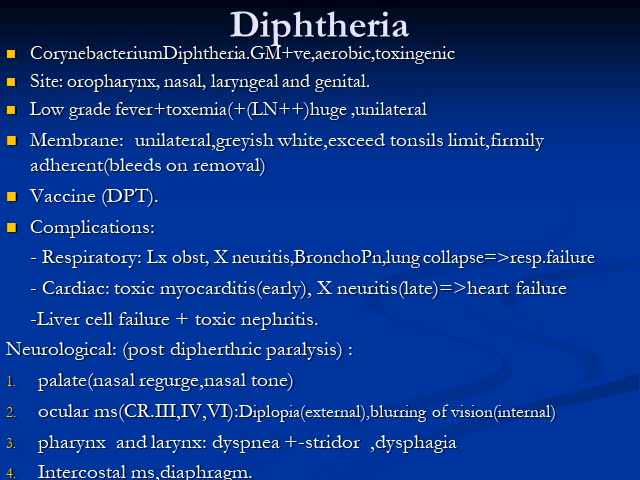 Diphtheria
CorynebacteriumDiphtheria.GM+ve,aerobic,toxingenic
Site: oropharynx, nasal, laryngeal and genital.
Low grade fever+toxemia(+(LN++)huge ,unilateral
Membrane: unilateral,greyish white,exceed tonsils limit,firmily
adherent(bleeds on removal)
Vaccine (DPT).
Complications:
- Respiratory: Lx obst, X neuritis,BronchoPn,lung collapse=>resp.failure
- Cardiac: toxic myocarditis(early), X neuritis(late)=>heart failure
-Liver cell failure + toxic nephritis.
Neurological: (post dipherthric paralysis) :
1. palate(nasal regurge,nasal tone)
2. ocular ms(CR.III,IV,VI):Diplopia(external),blurring of vision(internal)
3. pharynx and larynx: dyspnea +-stridor ,dysphagia
4. Intercostal ms,diaphragm.